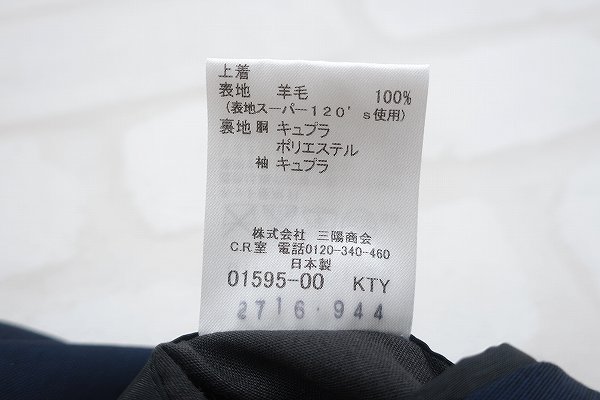 上着
表地 羊毛 100%
(表地スーパー120's使用)
裏地 胴 キュプラ
ポリエステル
袖 キュプラ
株式会社 三陽商会
C.R室 電話0120-340-460
日本製
01595-00 KTY
2716-944